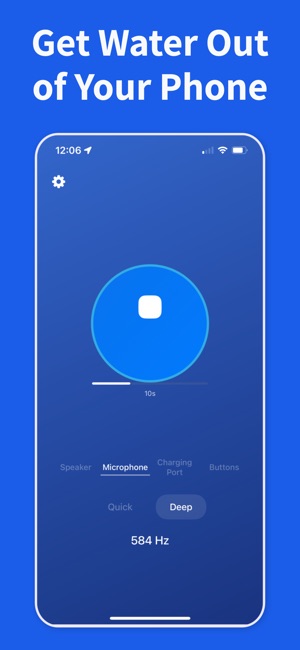 Get Water Out
of Your Phone
12:06
10s
Speaker Microphone Charging Port Buttons
Quick Deep
584 Hz